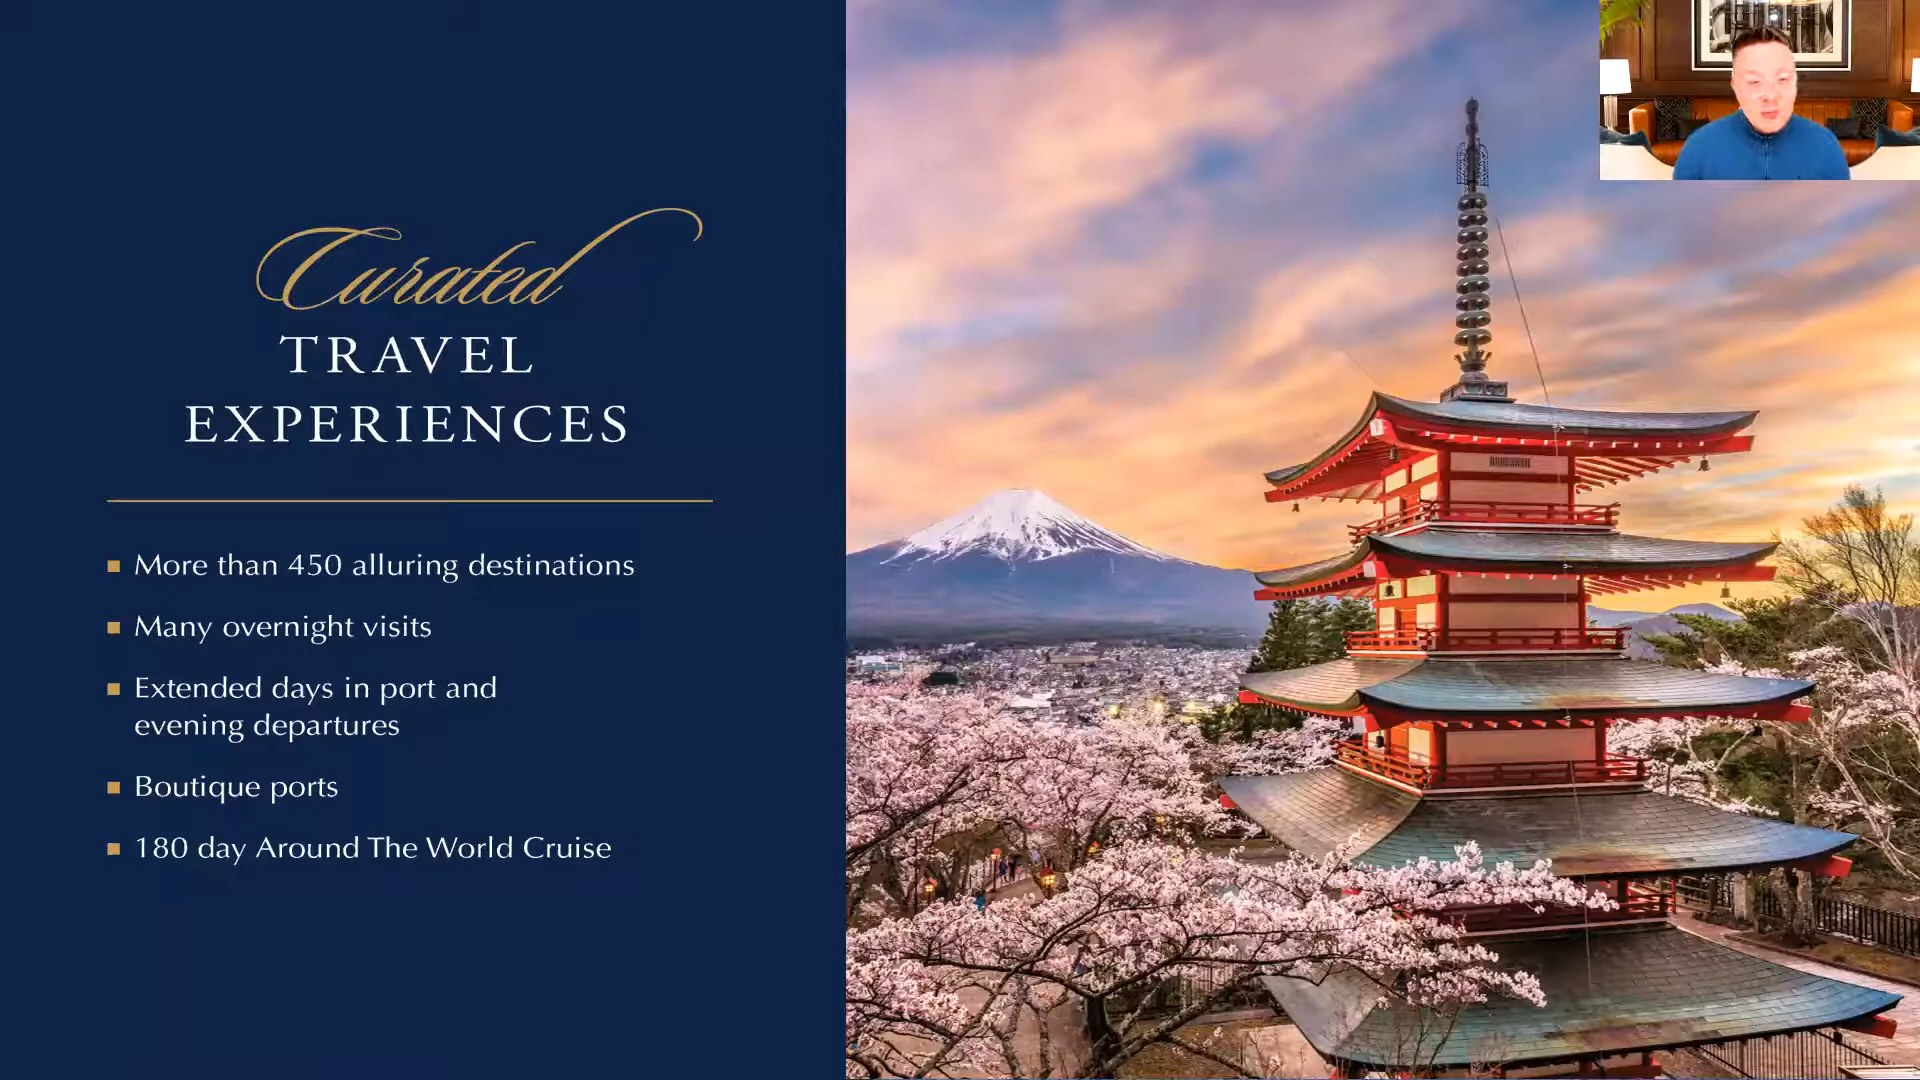 Curated
TRAVEL
EXPERIENCES
More than 450 alluring destinations
Many overnight visits
Extended days in port and
evening departures
Boutique ports
180 day Around The World Cruise